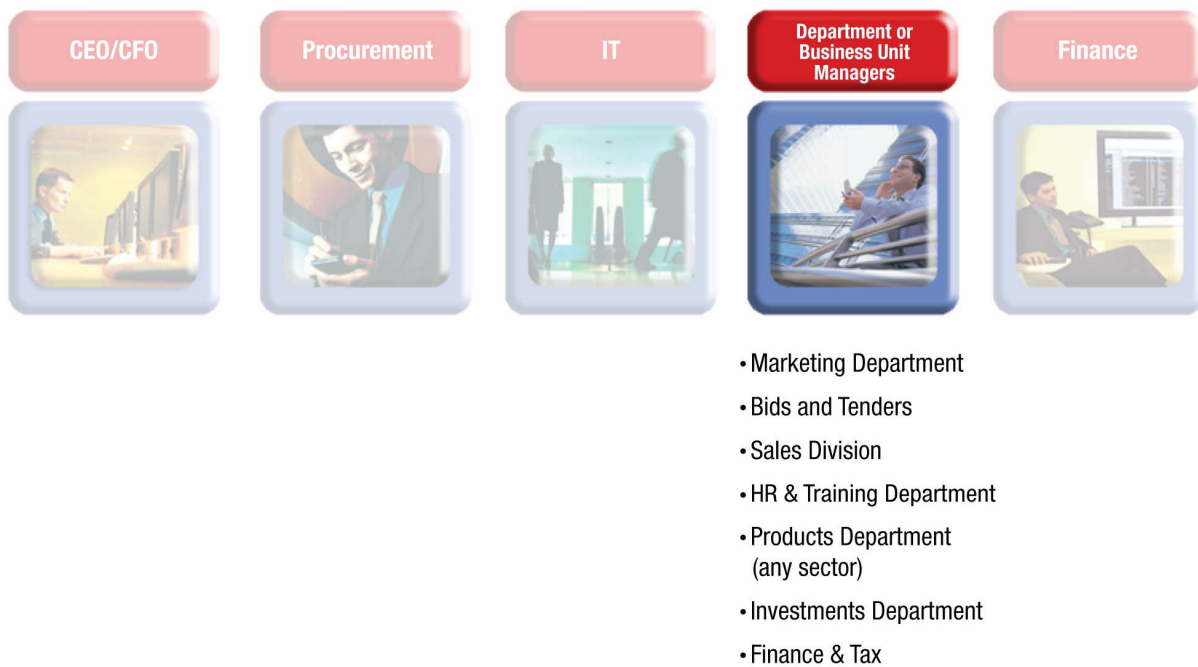 CEO/CFO
Procurement
IT
Department or
Business Unit
Managers
Finance
• Marketing Department
• Bids and Tenders
• Sales Division
• HR & Training Department
• Products Department
(any sector)
• Investments Department
• Finance & Tax